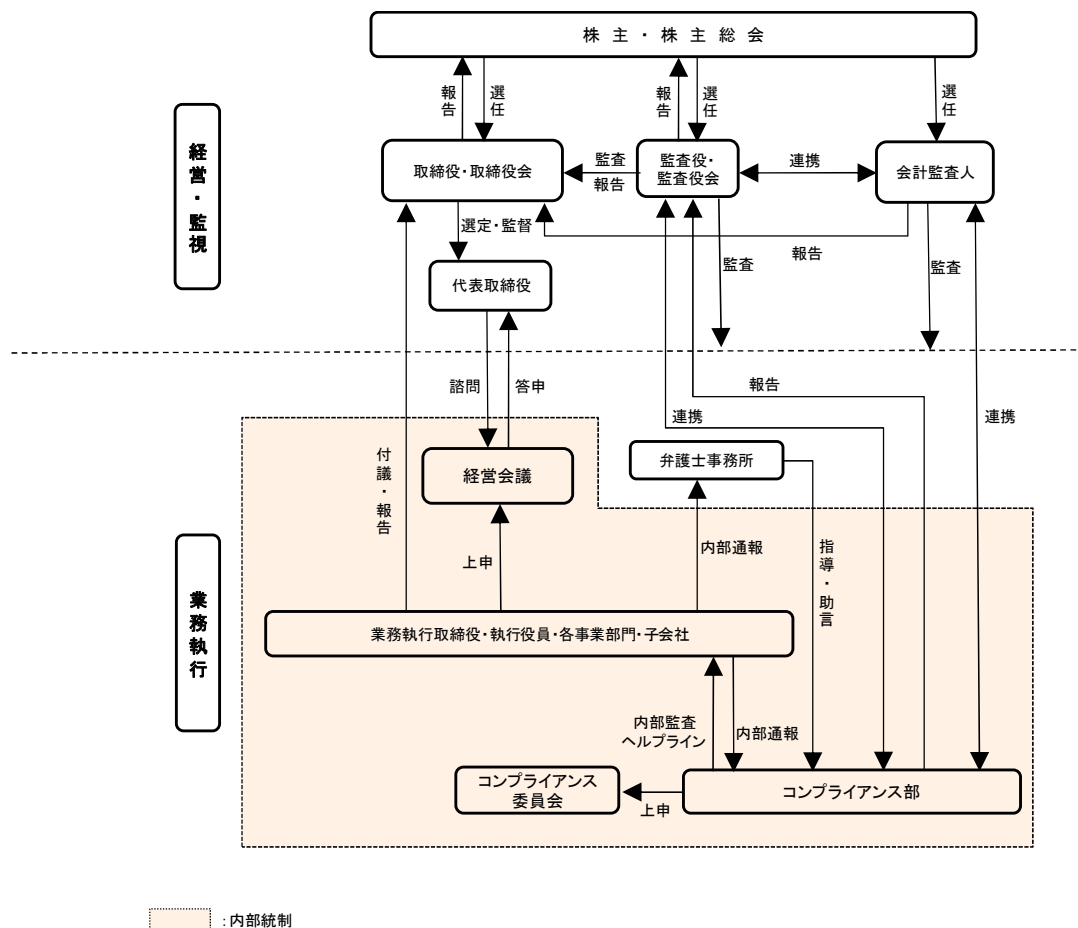 株 主 ・ 株 主 総 会
報告
選任
報告
選任
選任
経営・監視
取締役・取締役会
監査
報告
監査役・
監査役会
連携
会計監査人
選定・監督
報告
監査
監査
代表取締役
諮問
答申
報告
連携
連携
付議・報告
経営会議
弁護士事務所
上申
内部通報
指導・助言
業務執行
業務執行取締役・執行役員・各事業部門・子会社
内部監査
ヘルプライン
内部通報
コンプライアンス
委員会
上申
コンプライアンス部
：内部統制